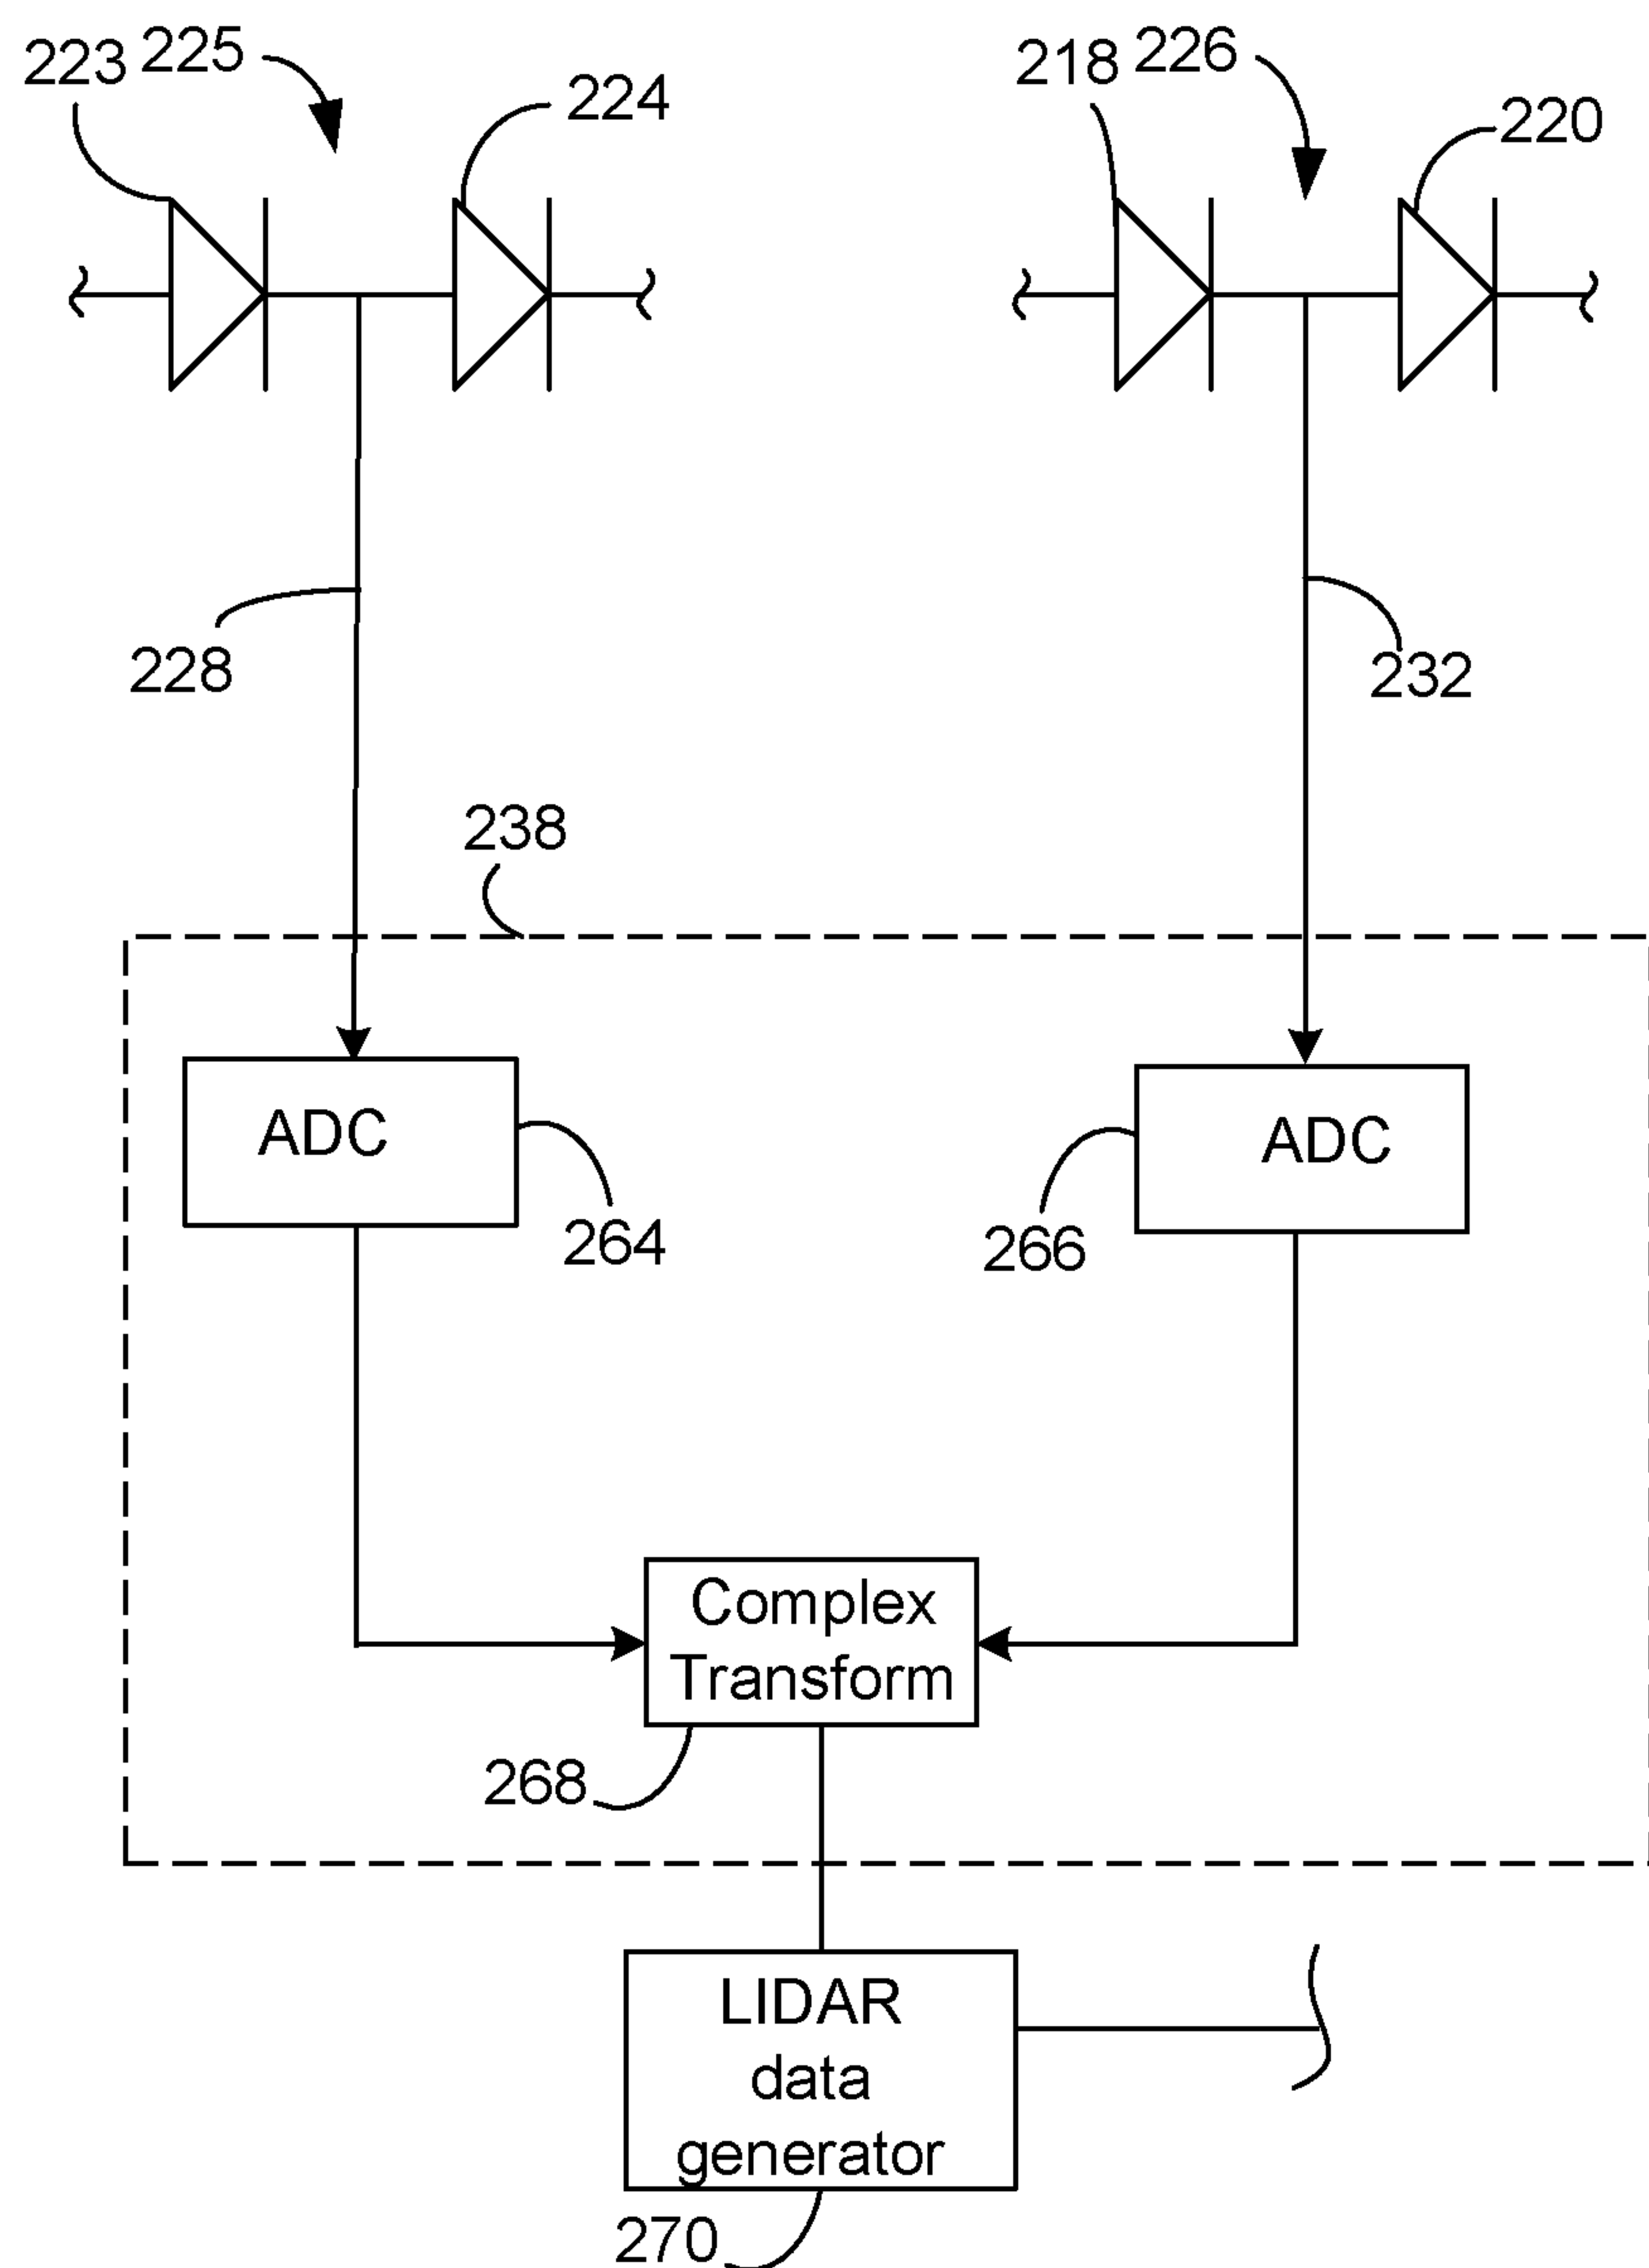 223 225
224
218 226
220
228
232
238
ADC
ADC
264
266
Complex
Transform
268
LIDAR
data
generator
270